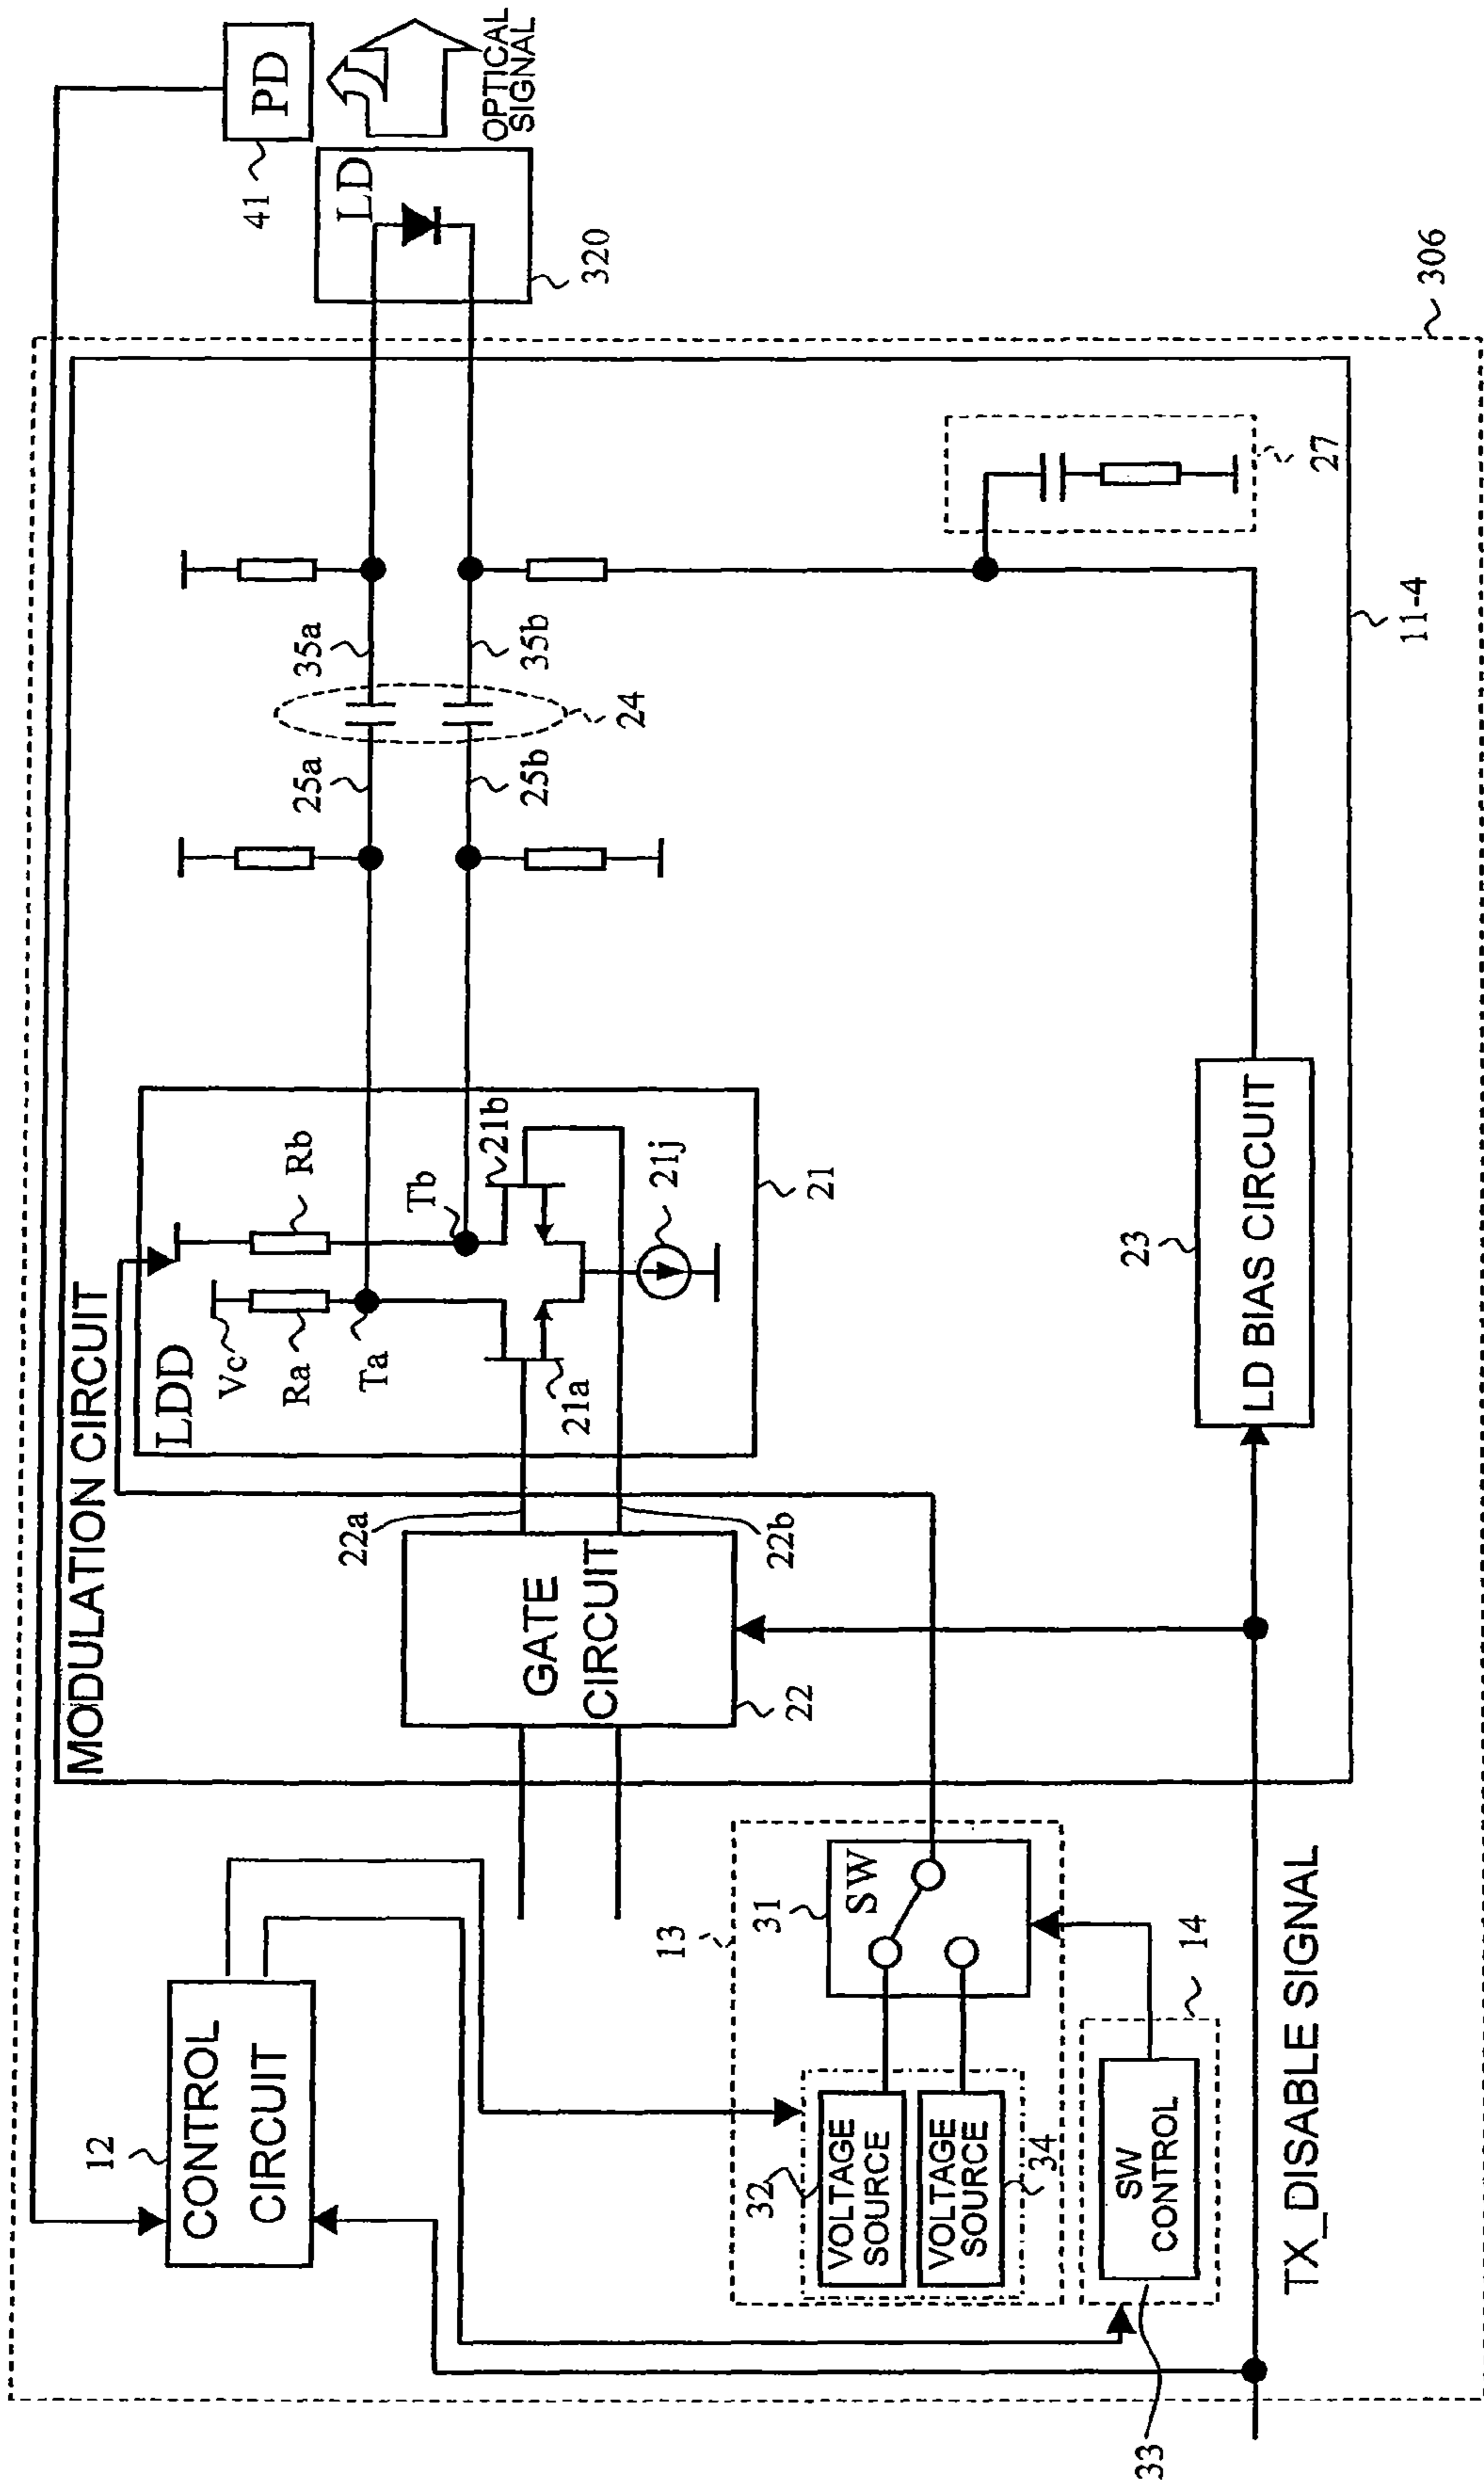 MODULATION CIRCUIT
LDD
Vc
Ra
Rb
Ta
Tb
21a
21b
21j
21
22a
22b
GATE
CIRCUIT
22
CONTROL
CIRCUIT
12
13
31
SW
32
VOLTAGE
SOURCE
VOLTAGE
SOURCE
34
SW
CONTROL
14
33
TX_DISABLE SIGNAL
23
LD BIAS CIRCUIT
25a
25b
24
35a
35b
27
11-4
306
LD
320
PD
41
OPTICAL
SIGNAL